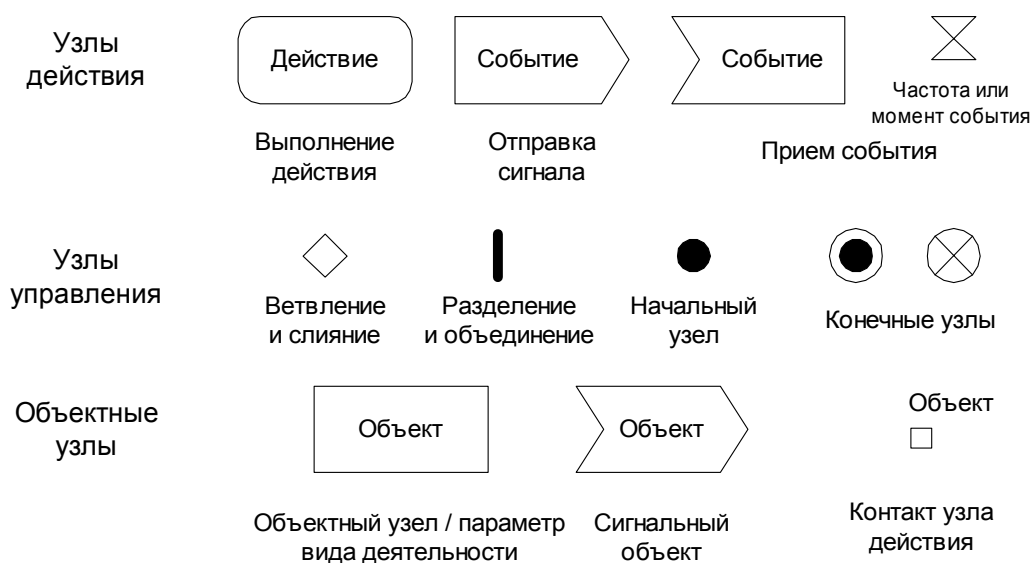 Узлы
действия
Действие
Событие
Событие
Частота или
момент события
Выполнение
действия
Отправка
сигнала
Прием события
Узлы
управления
Ветвление
и слияние
Разделение
и объединение
Начальный
узел
Конечные узлы
Объектные
узлы
Объект
Объект
Объект
Объектный узел / параметр
вида деятельности
Сигнальный
объект
Контакт узла
действия